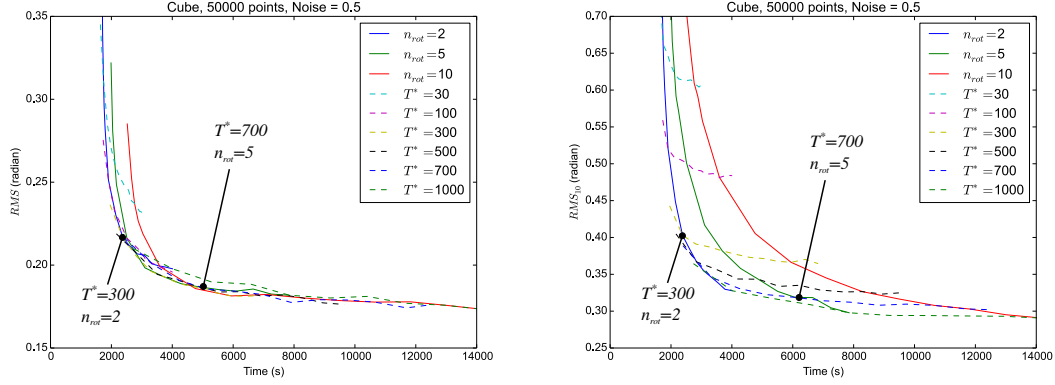 Cube, 50000 points, Noise = 0.5
0.35
0.30
0.25
0.20
0.15
RMS (radian)
0 2000 4000 6000 8000 10000 12000 14000
Time (s)
n_rot = 2
n_rot = 5
n_rot = 10
T* = 30
T* = 100
T* = 300
T* = 500
T* = 700
T* = 1000
T*=700
n_rot=5
T*=300
n_rot=2
Cube, 50000 points, Noise = 0.5
0.70
0.65
0.60
0.55
0.50
0.45
0.40
0.35
0.30
0.25
RMS_10 (radian)
0 2000 4000 6000 8000 10000 12000 14000
Time (s)
n_rot = 2
n_rot = 5
n_rot = 10
T* = 30
T* = 100
T* = 300
T* = 500
T* = 700
T* = 1000
T*=700
n_rot=5
T*=300
n_rot=2